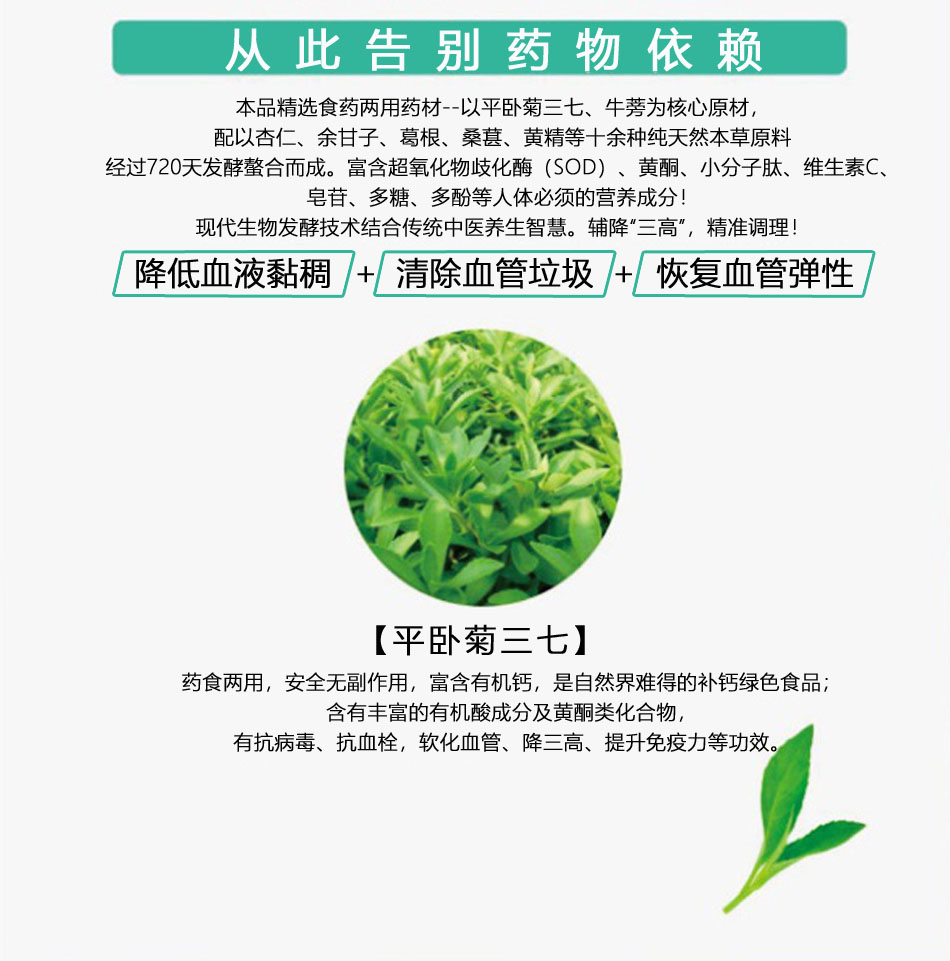 从此告别药物依赖
本品精选食药两用药材--以平卧菊三七、牛蒡为核心原材，
配以杏仁、余甘子、葛根、桑葚、黄精等十余种纯天然本草原料
经过720天发酵螯合而成。富含超氧化物歧化酶（SOD）、黄酮、小分子肽、维生素C、
皂苷、多糖、多酚等人体必须的营养成分！
现代生物发酵技术结合传统中医养生智慧。辅降“三高”，精准调理！
降低血液黏稠+清除血管垃圾+恢复血管弹性
【平卧菊三七】
药食两用，安全无副作用，富含有机钙，是自然界难得的补钙绿色食品；
含有丰富的有机酸成分及黄酮类化合物，
有抗病毒、抗血栓，软化血管、降三高、提升免疫力等功效。